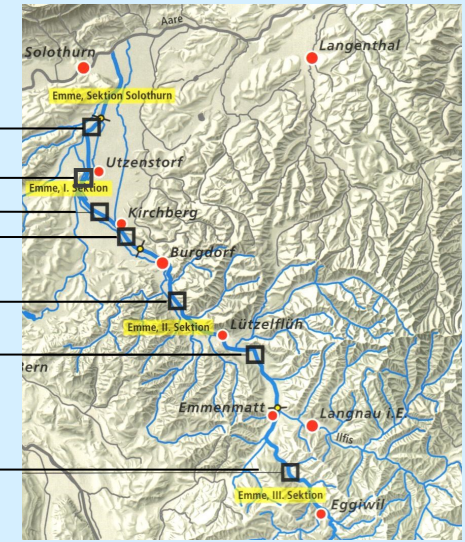 Aare
Solothurn
Langenthal
Emme, Sektion Solothurn
Utzenstorf
Emme, I. Sektion
Kirchberg
Burgdorf
Emme, II. Sektion
Lützelflüh
ern
Emmenmatt
Langnau i.E.
Ilfis
Emme, III. Sektion
Eggiwil